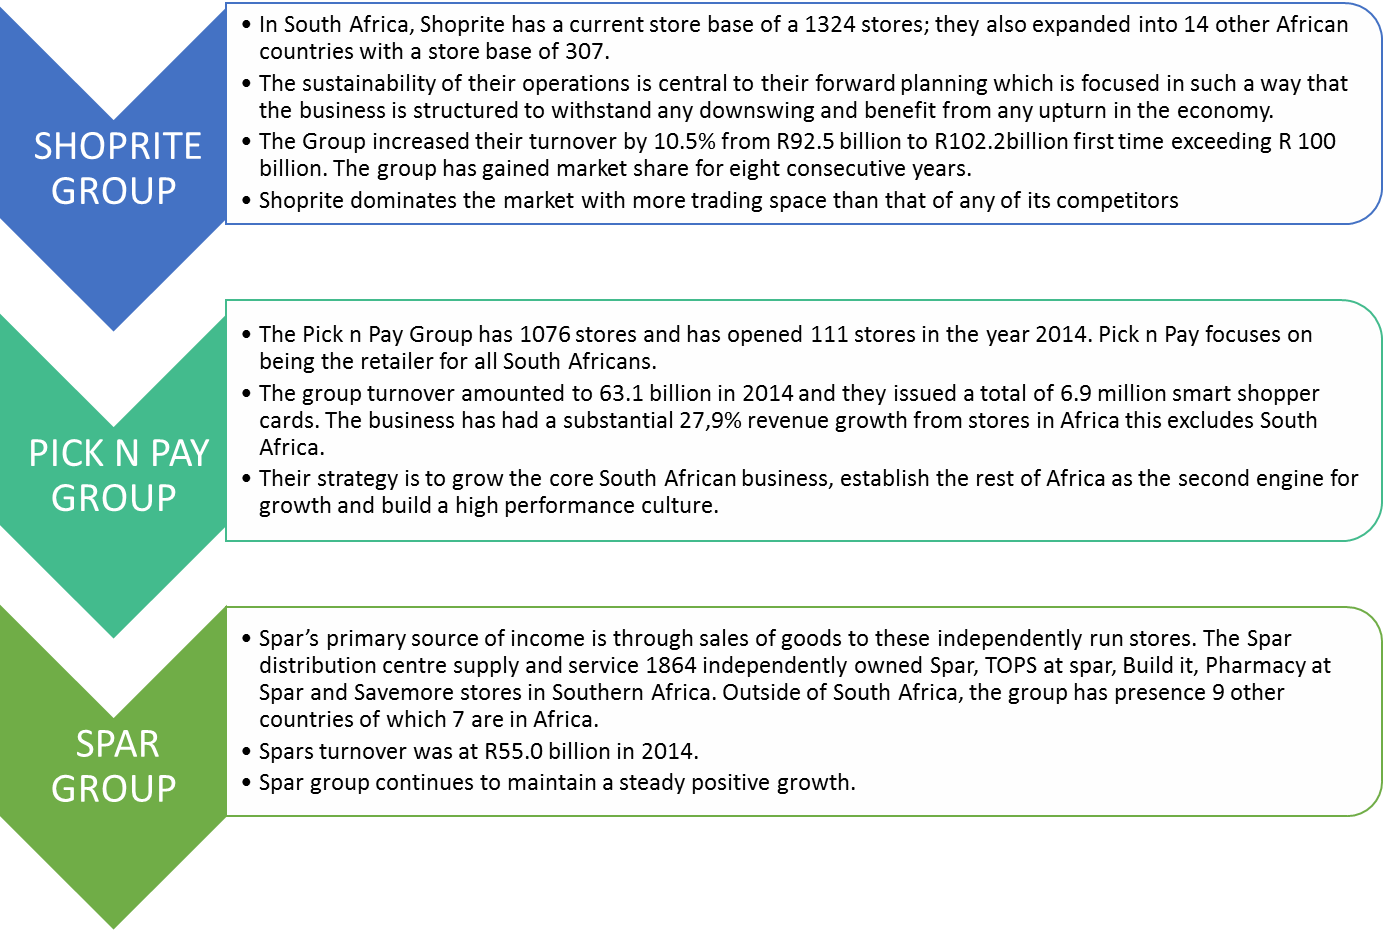 SHOPRITE
GROUP
• In South Africa, Shoprite has a current store base of a 1324 stores; they also expanded into 14 other African
countries with a store base of 307.
• The sustainability of their operations is central to their forward planning which is focused in such a way that
the business is structured to withstand any downswing and benefit from any upturn in the economy.
• The Group increased their turnover by 10.5% from R92.5 billion to R102.2billion first time exceeding R 100
billion. The group has gained market share for eight consecutive years.
• Shoprite dominates the market with more trading space than that of any of its competitors
PICK N PAY
GROUP
• The Pick n Pay Group has 1076 stores and has opened 111 stores in the year 2014. Pick n Pay focuses on
being the retailer for all South Africans.
• The group turnover amounted to 63.1 billion in 2014 and they issued a total of 6.9 million smart shopper
cards. The business has had a substantial 27,9% revenue growth from stores in Africa this excludes South
Africa.
• Their strategy is to grow the core South African business, establish the rest of Africa as the second engine for
growth and build a high performance culture.
SPAR
GROUP
• Spar’s primary source of income is through sales of goods to these independently run stores. The Spar
distribution centre supply and service 1864 independently owned Spar, TOPS at spar, Build it, Pharmacy at
Spar and Savemore stores in Southern Africa. Outside of South Africa, the group has presence 9 other
countries of which 7 are in Africa.
• Spars turnover was at R55.0 billion in 2014.
• Spar group continues to maintain a steady positive growth.